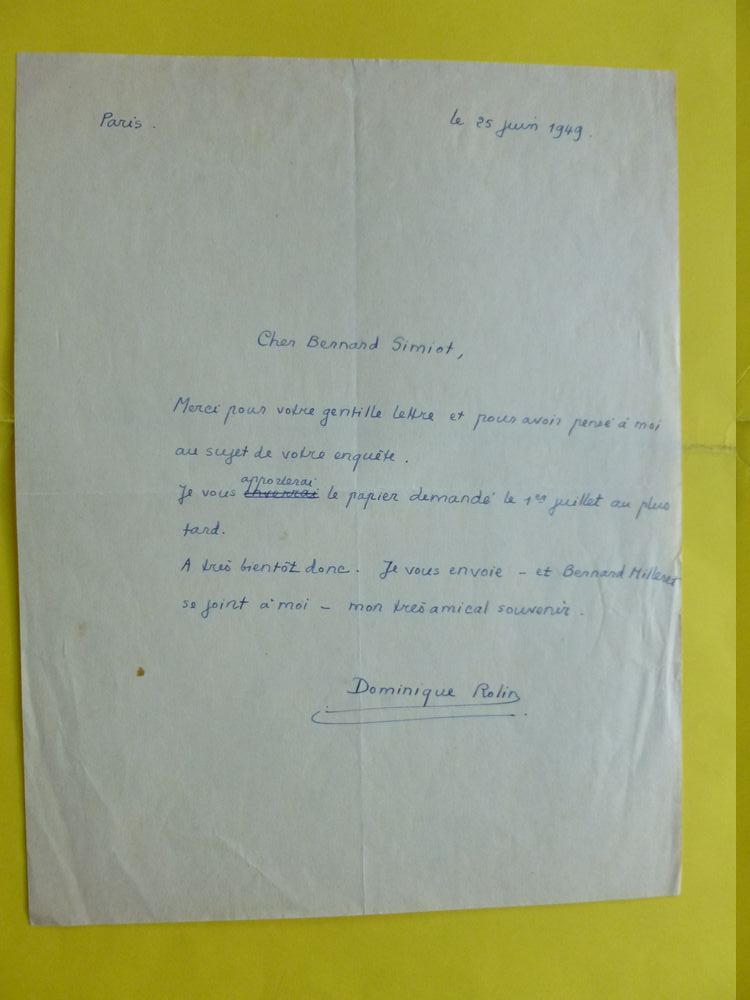 Paris.
le 25 juin 1949.
Cher Bernard Simiot,
Merci pour votre gentille lettre et pour avoir pensé à moi
au sujet de votre enquête.
apporterai
Je vous enverrai le papier demandé le 1er juillet au plus
tard.
A très bientôt donc. Je vous envoie - et Bernard Milleret
se joint à moi - mon très amical souvenir.
Dominique Rolin